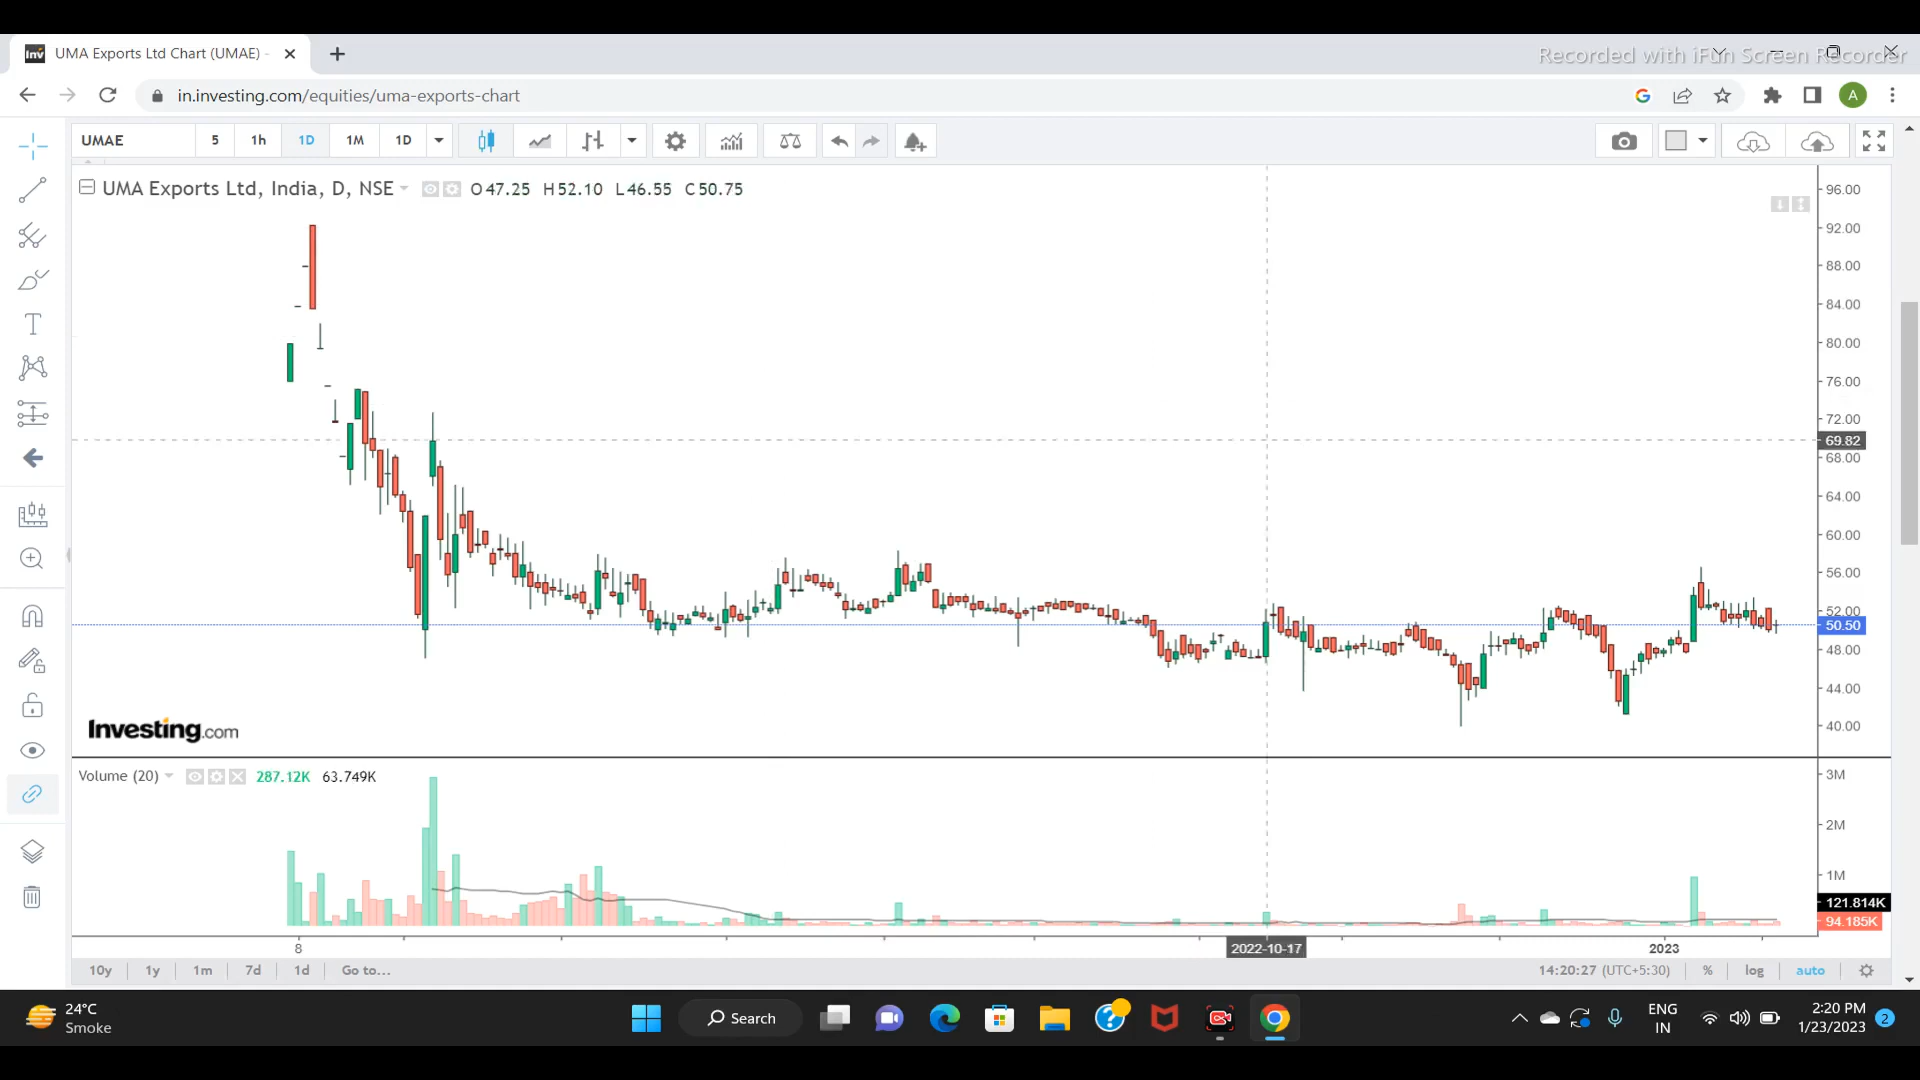 Recorded with iFun Screen Recorder
UMA Exports Ltd Chart (UMAE) -
in.investing.com/equities/uma-exports-chart
A
UMAE 5 1h 1D 1M 1D
UMA Exports Ltd, India, D, NSE O47.25 H52.10 L46.55 C50.75
96.00
92.00
88.00
84.00
80.00
76.00
72.00
69.82
68.00
64.00
60.00
56.00
52.00
50.50
48.00
44.00
40.00
Investing.com
Volume (20) 287.12K 63.749K
3M
2M
1M
121.814K
94.185K
8 2022-10-17 2023
10y 1y 1m 7d 1d Go to... 14:20:27 (UTC+5:30) % log auto
24°C
Smoke
Search
ENG
IN
2:20 PM
1/23/2023
2